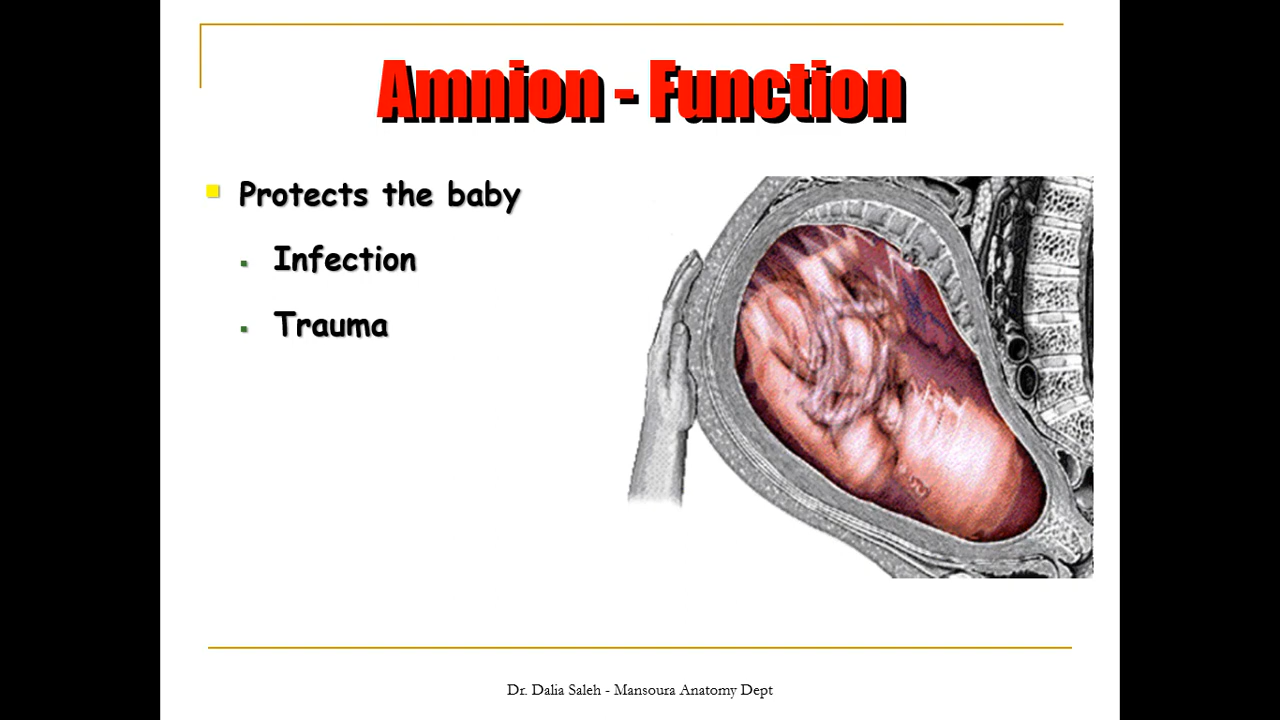 Amnion - Function
Protects the baby
Infection
Trauma
Dr. Dalia Saleh - Mansoura Anatomy Dept